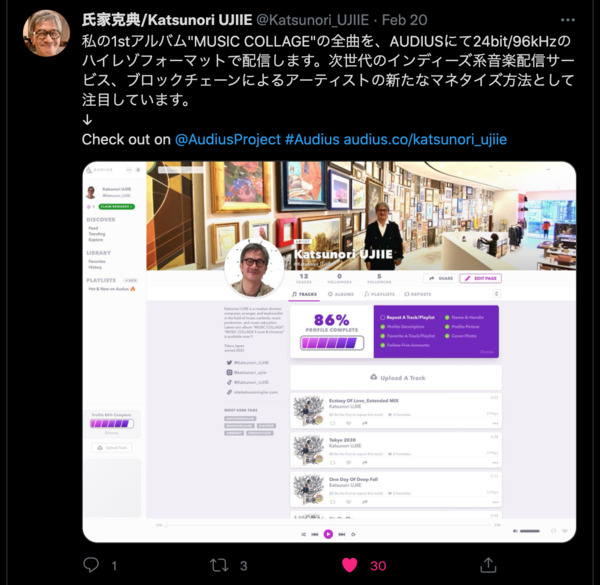 氏家克典/Katsunori UJIIE @Katsunori_UJIIE · Feb 20
私の1stアルバム"MUSIC COLLAGE"の全曲を、AUDIUSにて24bit/96kHzの
ハイレゾフォーマットで配信します。次世代のインディーズ系音楽配信サー
ビス、ブロックチェーンによるアーティストの新たなマネタイズ方法として
注目しています。
↓
Check out on @AudiusProject #Audius audius.co/katsunori_ujiie
AUDIUS
Katsunori UJIIE
@Katsunori_UJIIE
CLAIM REWARDS
DISCOVER
Feed
Trending
Explore
LIBRARY
Favorites
History
PLAYLISTS
+ NEW
Hot & New on Audius 🔥
Profile 86% Complete
Upload Track
Katsunori UJIIE
@Katsunori_UJIIE
12
TRACKS
0
FOLLOWERS
5
FOLLOWING
SHARE
EDIT PAGE
TRACKS
ALBUMS
PLAYLISTS
REPOSTS
Tokyo, Japan
@Katsunori_UJIIE
@katsunori_ujiie
@Katsunori_UJIIE
MOST USED TAGS
86%
PROFILE COMPLETE
Repost A Track/Playlist
Name & Handle
Profile Description
Profile Picture
Favorite A Track/Playlist
Cover Photo
Follow Five Accounts
Dismiss
Upload A Track
Ecstasy Of Love_Extended MIX
Katsunori UJIIE
Tokyo 2030
Katsunori UJIIE
One Day Of Deep Fall
Katsunori UJIIE
1
3
30